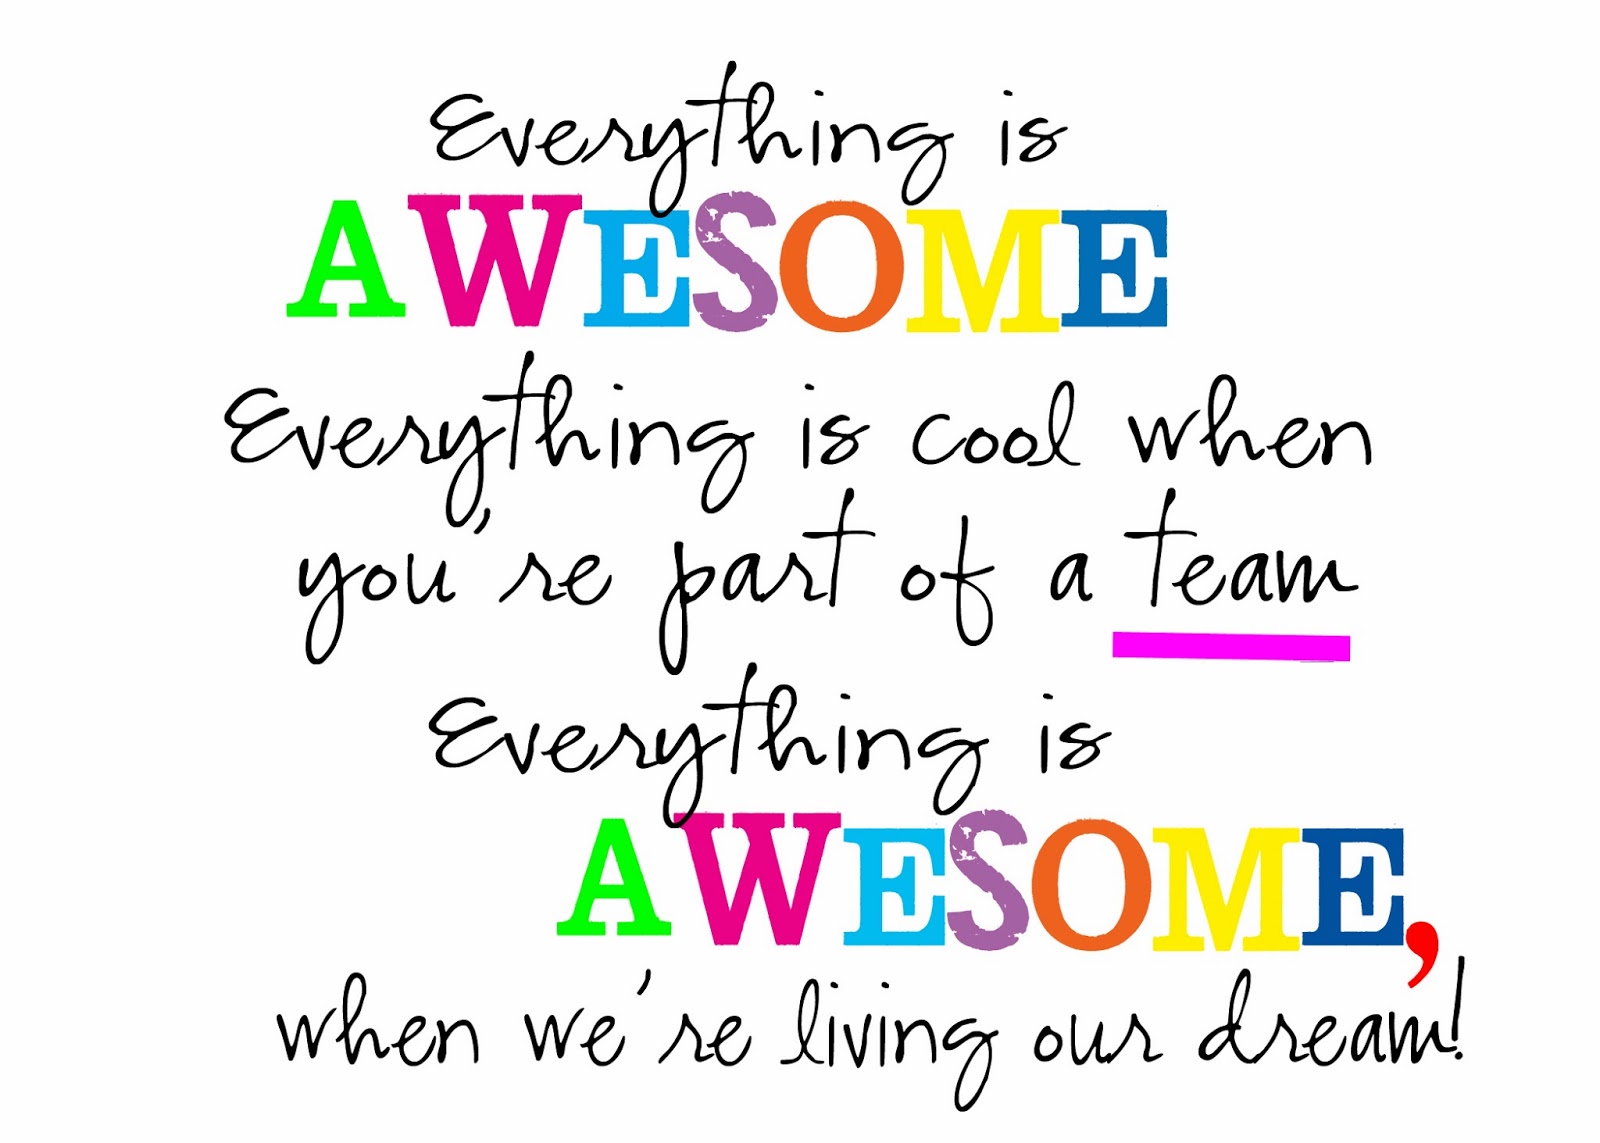 Everything is
AWESOME
Everything is cool when
you're part of a team
Everything is
AWESOME,
when we're living our dream!